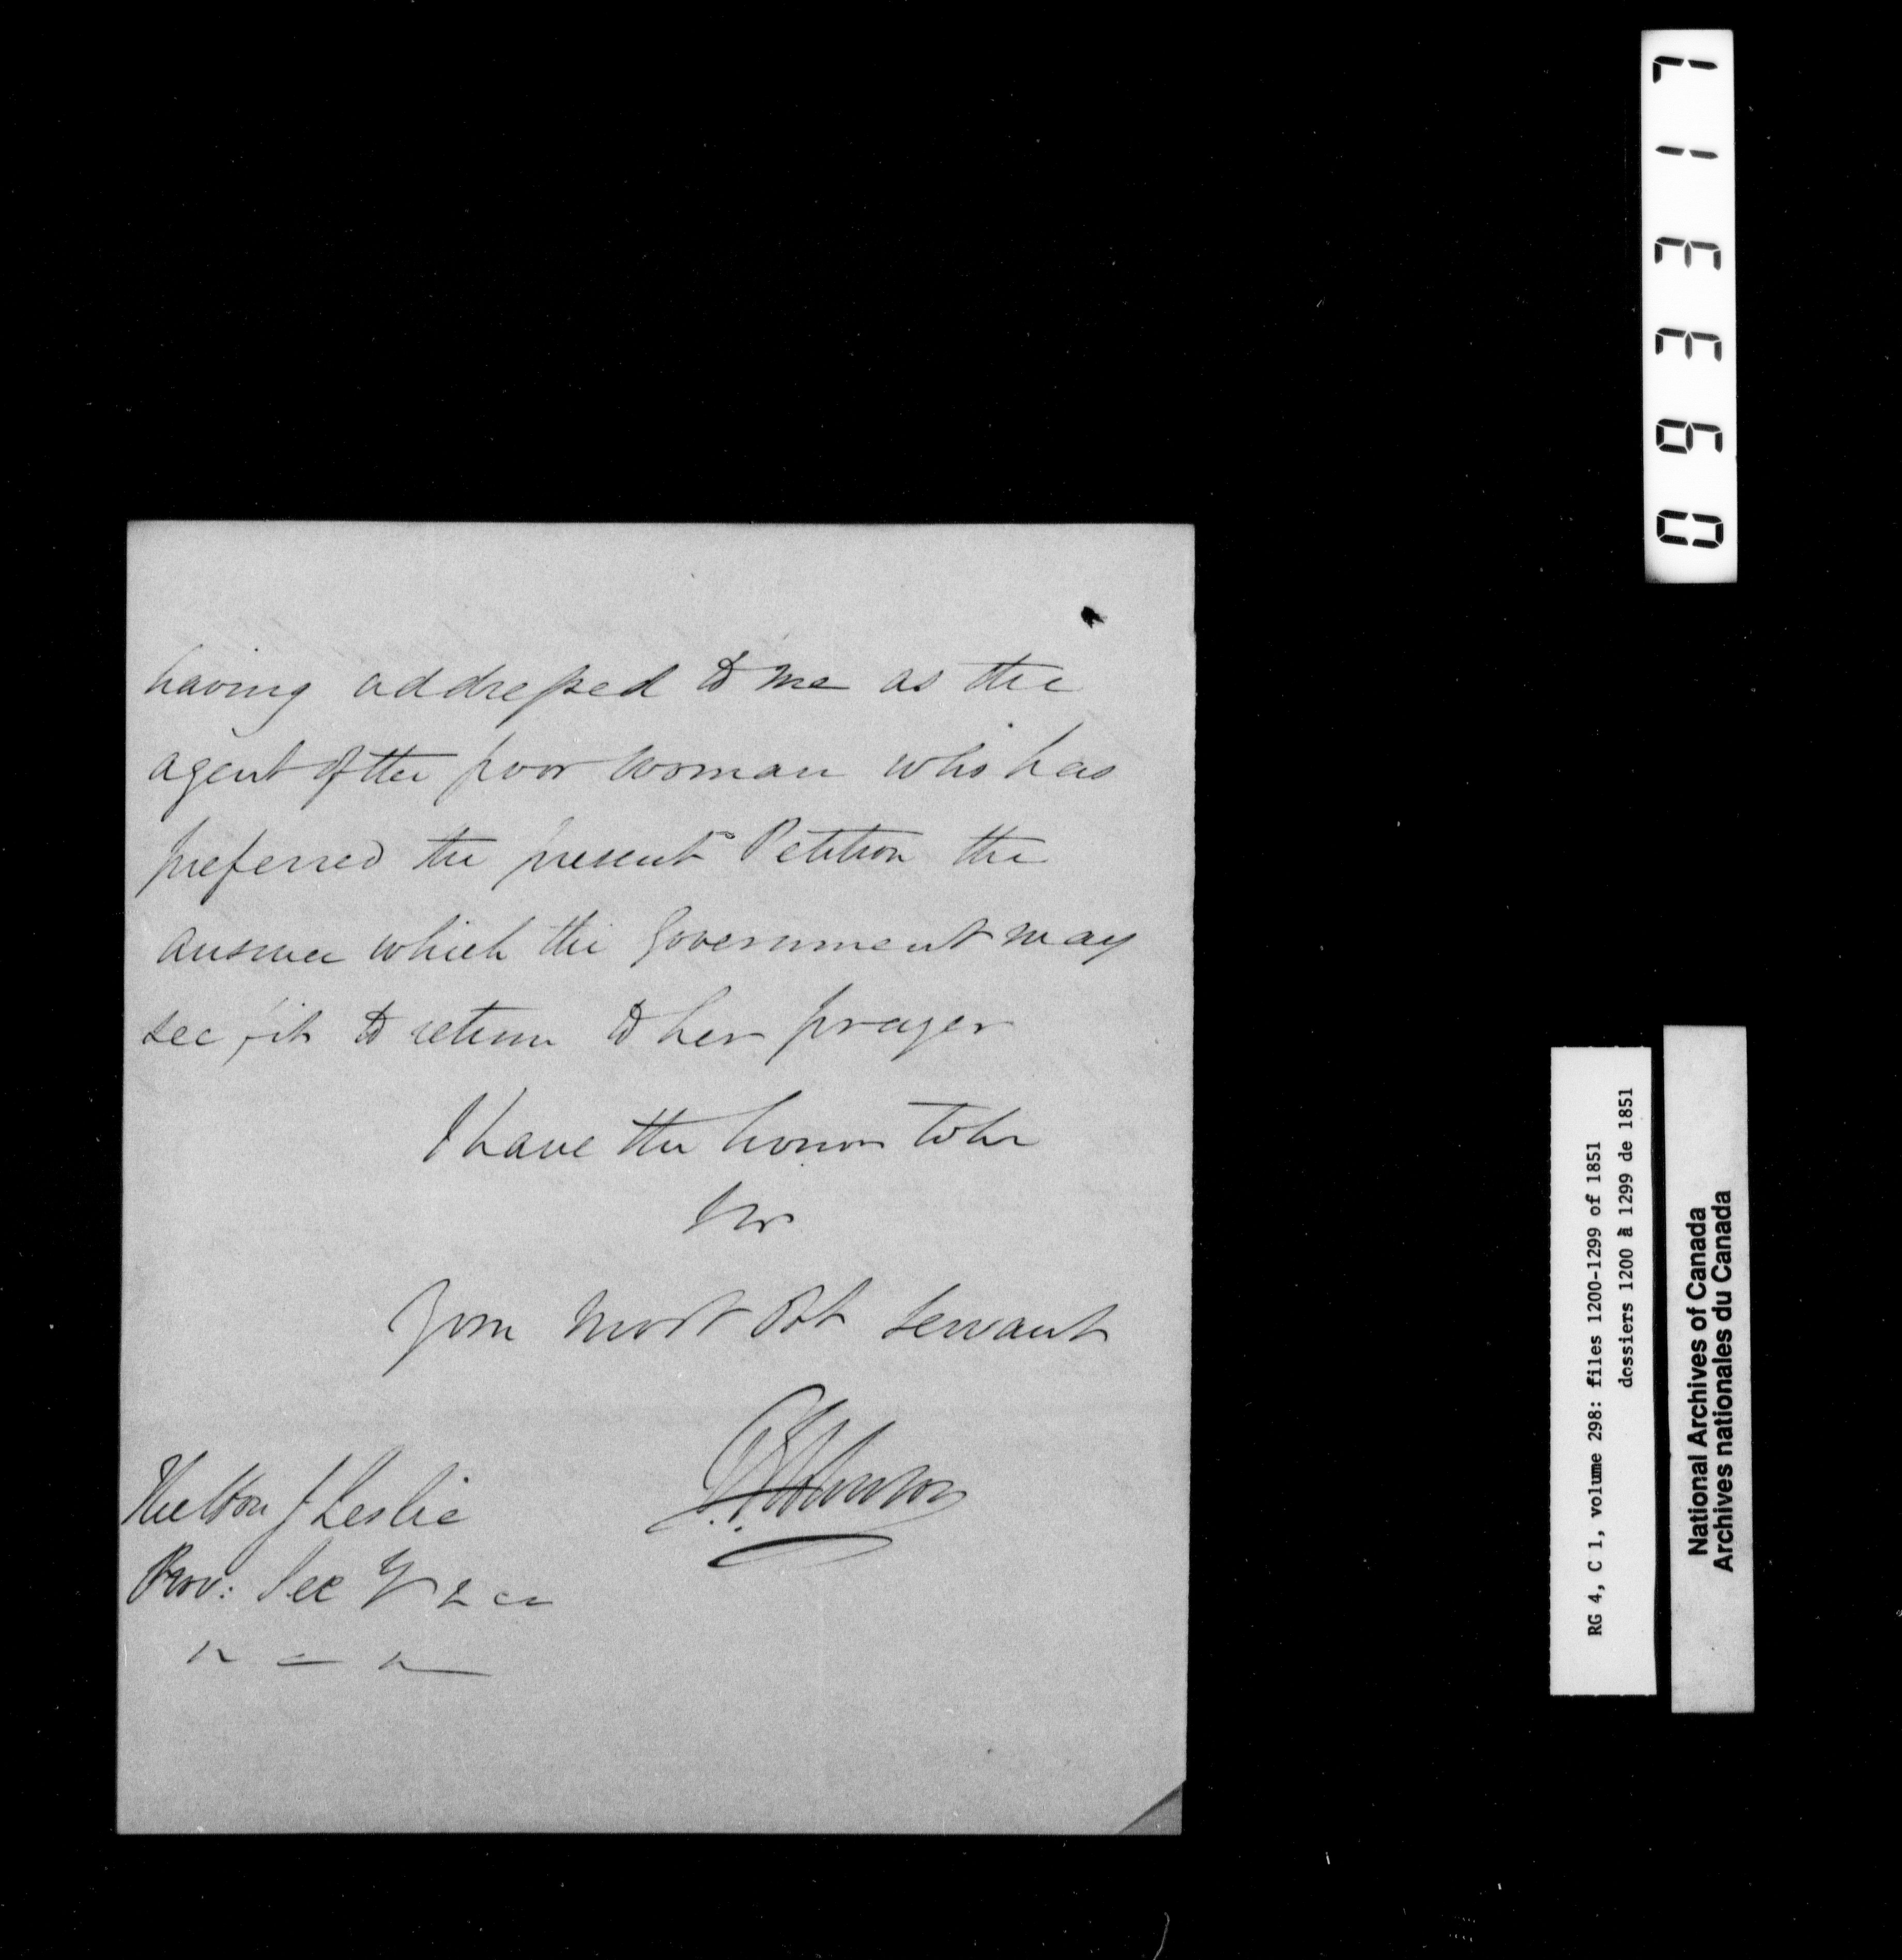 having addressed to me as the
agent of the poor woman who has
preferred the present Petition the
answer which the Government may
see fit to return to her prayer
I have the honor to be
Sir
Your most Obt servant
The Hon J Leslie
Prov: Sec &c &c
093317
RG 4, C 1, volume 298: files 1200-1299 of 1851
dossiers 1200 à 1299 de 1851
National Archives of Canada
Archives nationales du Canada